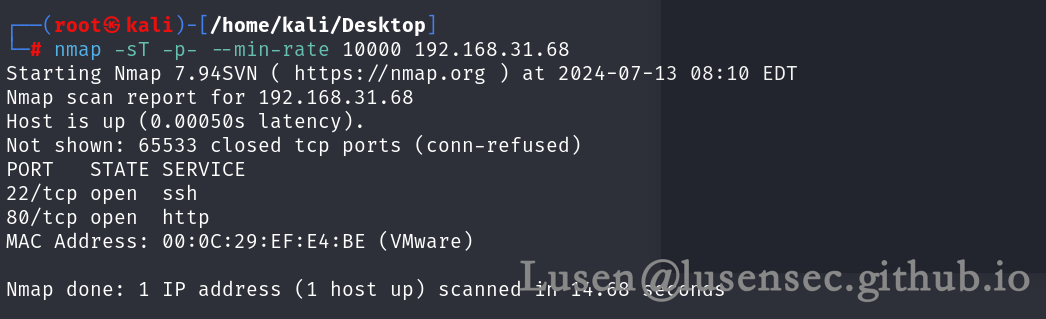 ┌──(root㉿kali)-[/home/kali/Desktop]
└─# nmap -sT -p- --min-rate 10000 192.168.31.68
Starting Nmap 7.94SVN ( https://nmap.org ) at 2024-07-13 08:10 EDT
Nmap scan report for 192.168.31.68
Host is up (0.00050s latency).
Not shown: 65533 closed tcp ports (conn-refused)
PORT   STATE SERVICE
22/tcp open  ssh
80/tcp open  http
MAC Address: 00:0C:29:EF:E4:BE (VMware)
Nmap done: 1 IP address (1 host up) scanned in 14.68 seconds
Lusen@lusensec.github.io